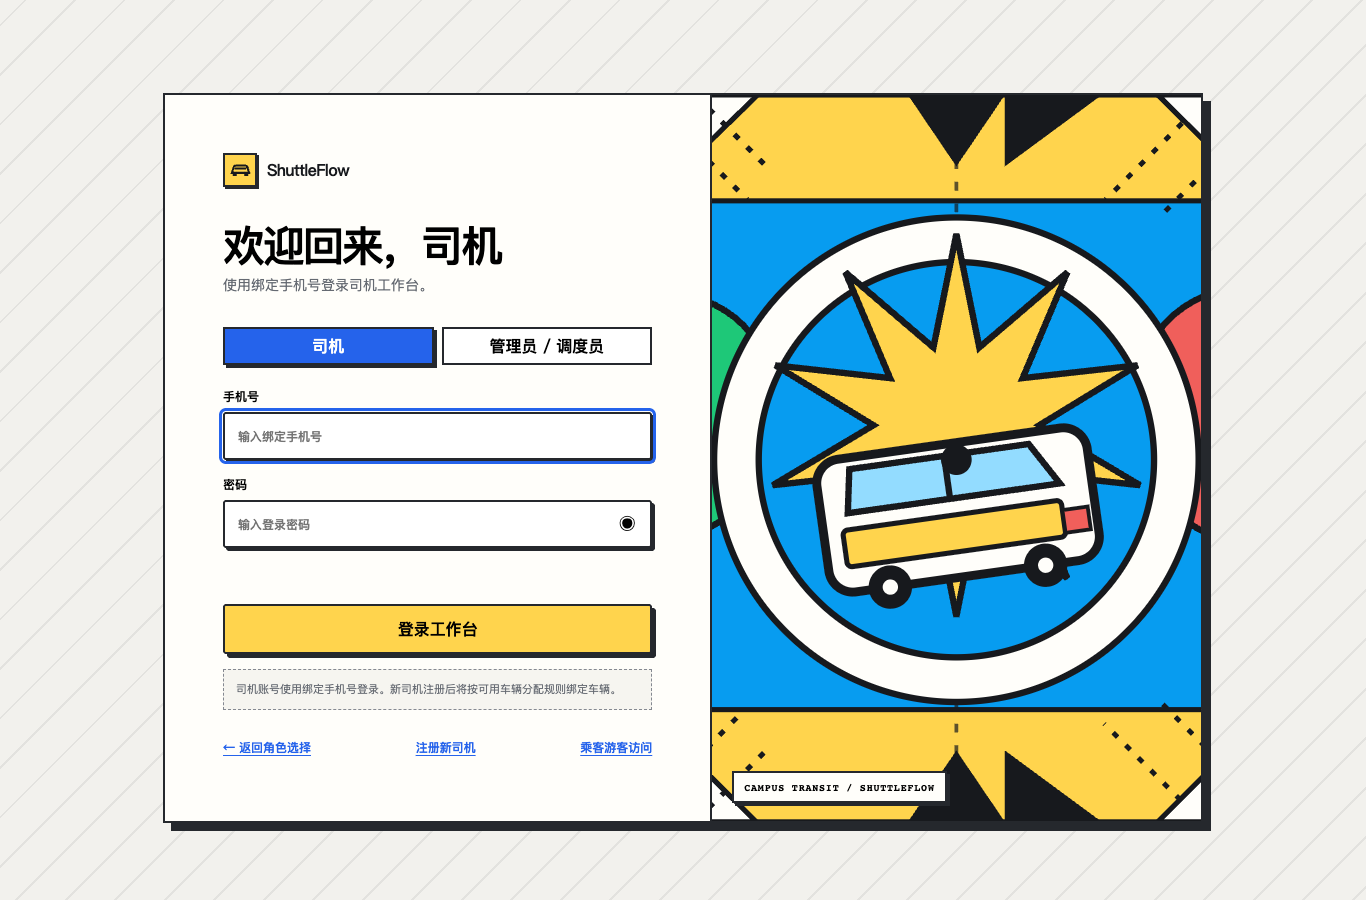 ShuttleFlow
欢迎回来，司机
使用绑定手机号登录司机工作台。
司机
管理员 / 调度员
手机号
输入绑定手机号
密码
输入登录密码
登录工作台
司机账号使用绑定手机号登录。新司机注册后将按可用车辆分配规则绑定车辆。
← 返回角色选择
注册新司机
乘客游客访问
CAMPUS TRANSIT / SHUTTLEFLOW